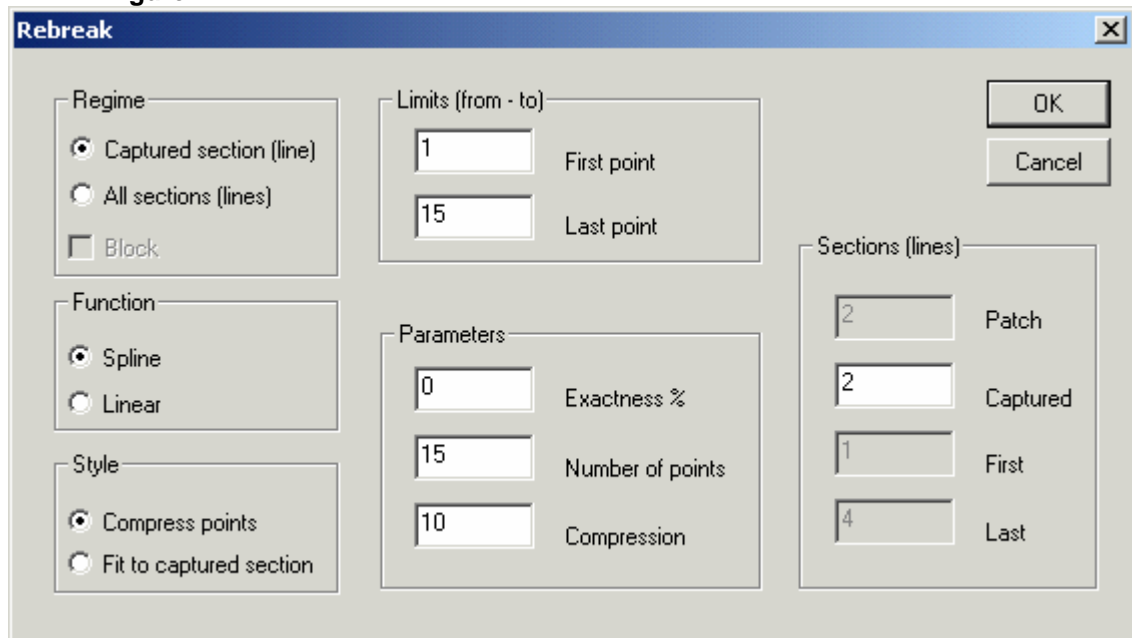 Rebreak
Regime
Captured section (line)
All sections (lines)
Block
Function
Spline
Linear
Style
Compress points
Fit to captured section
Limits (from - to)
1 First point
15 Last point
Parameters
0 Exactness %
15 Number of points
10 Compression
OK
Cancel
Sections (lines)
2 Patch
2 Captured
1 First
4 Last